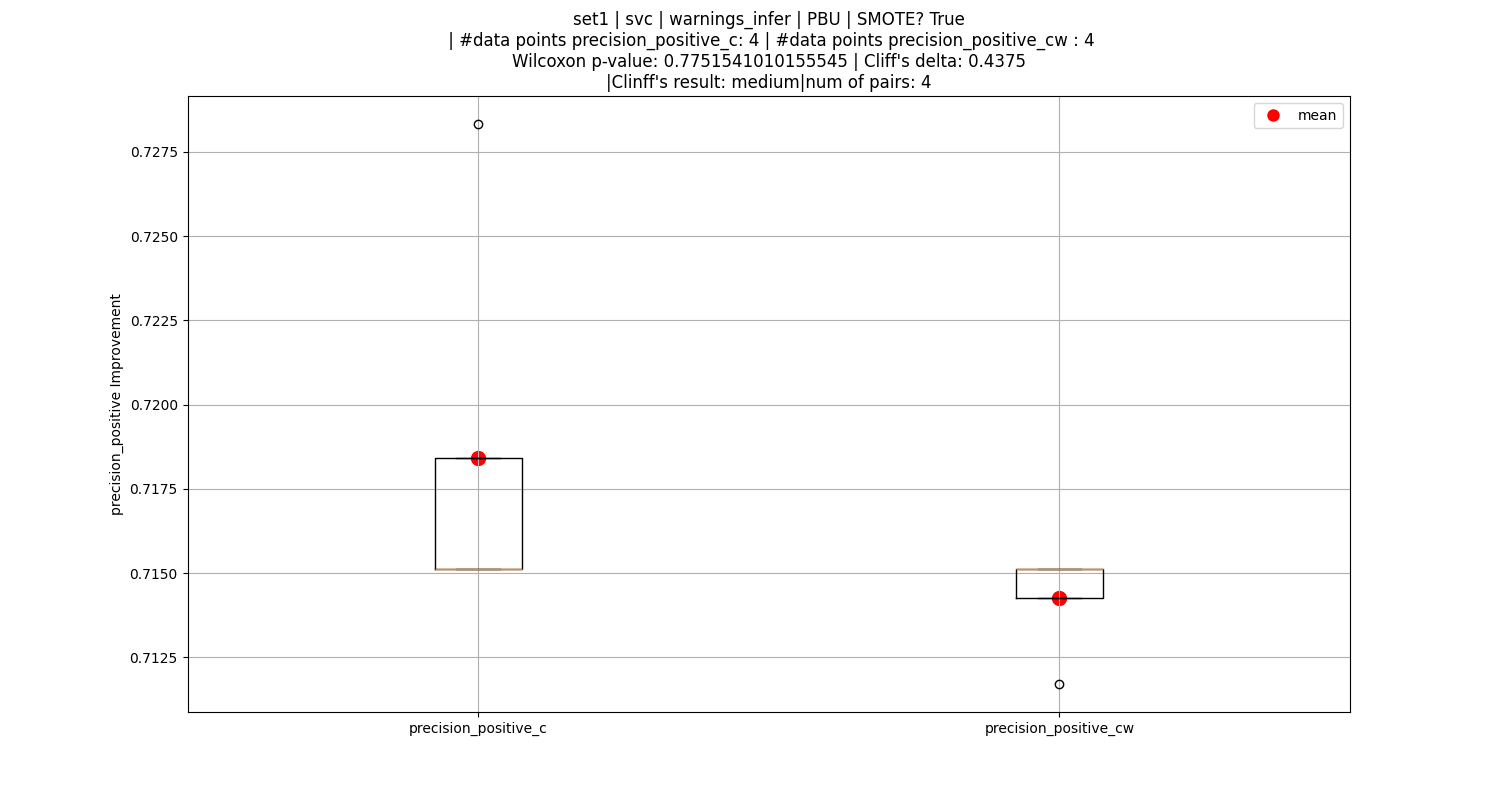 set1 | svc | warnings_infer | PBU | SMOTE? True
| #data points precision_positive_c: 4 | #data points precision_positive_cw : 4
Wilcoxon p-value: 0.7751541010155545 | Cliff's delta: 0.4375
|Clinff's result: medium|num of pairs: 4
mean
0.7275
0.7250
0.7225
0.7200
0.7175
0.7150
0.7125
precision_positive Improvement
precision_positive_c
precision_positive_cw